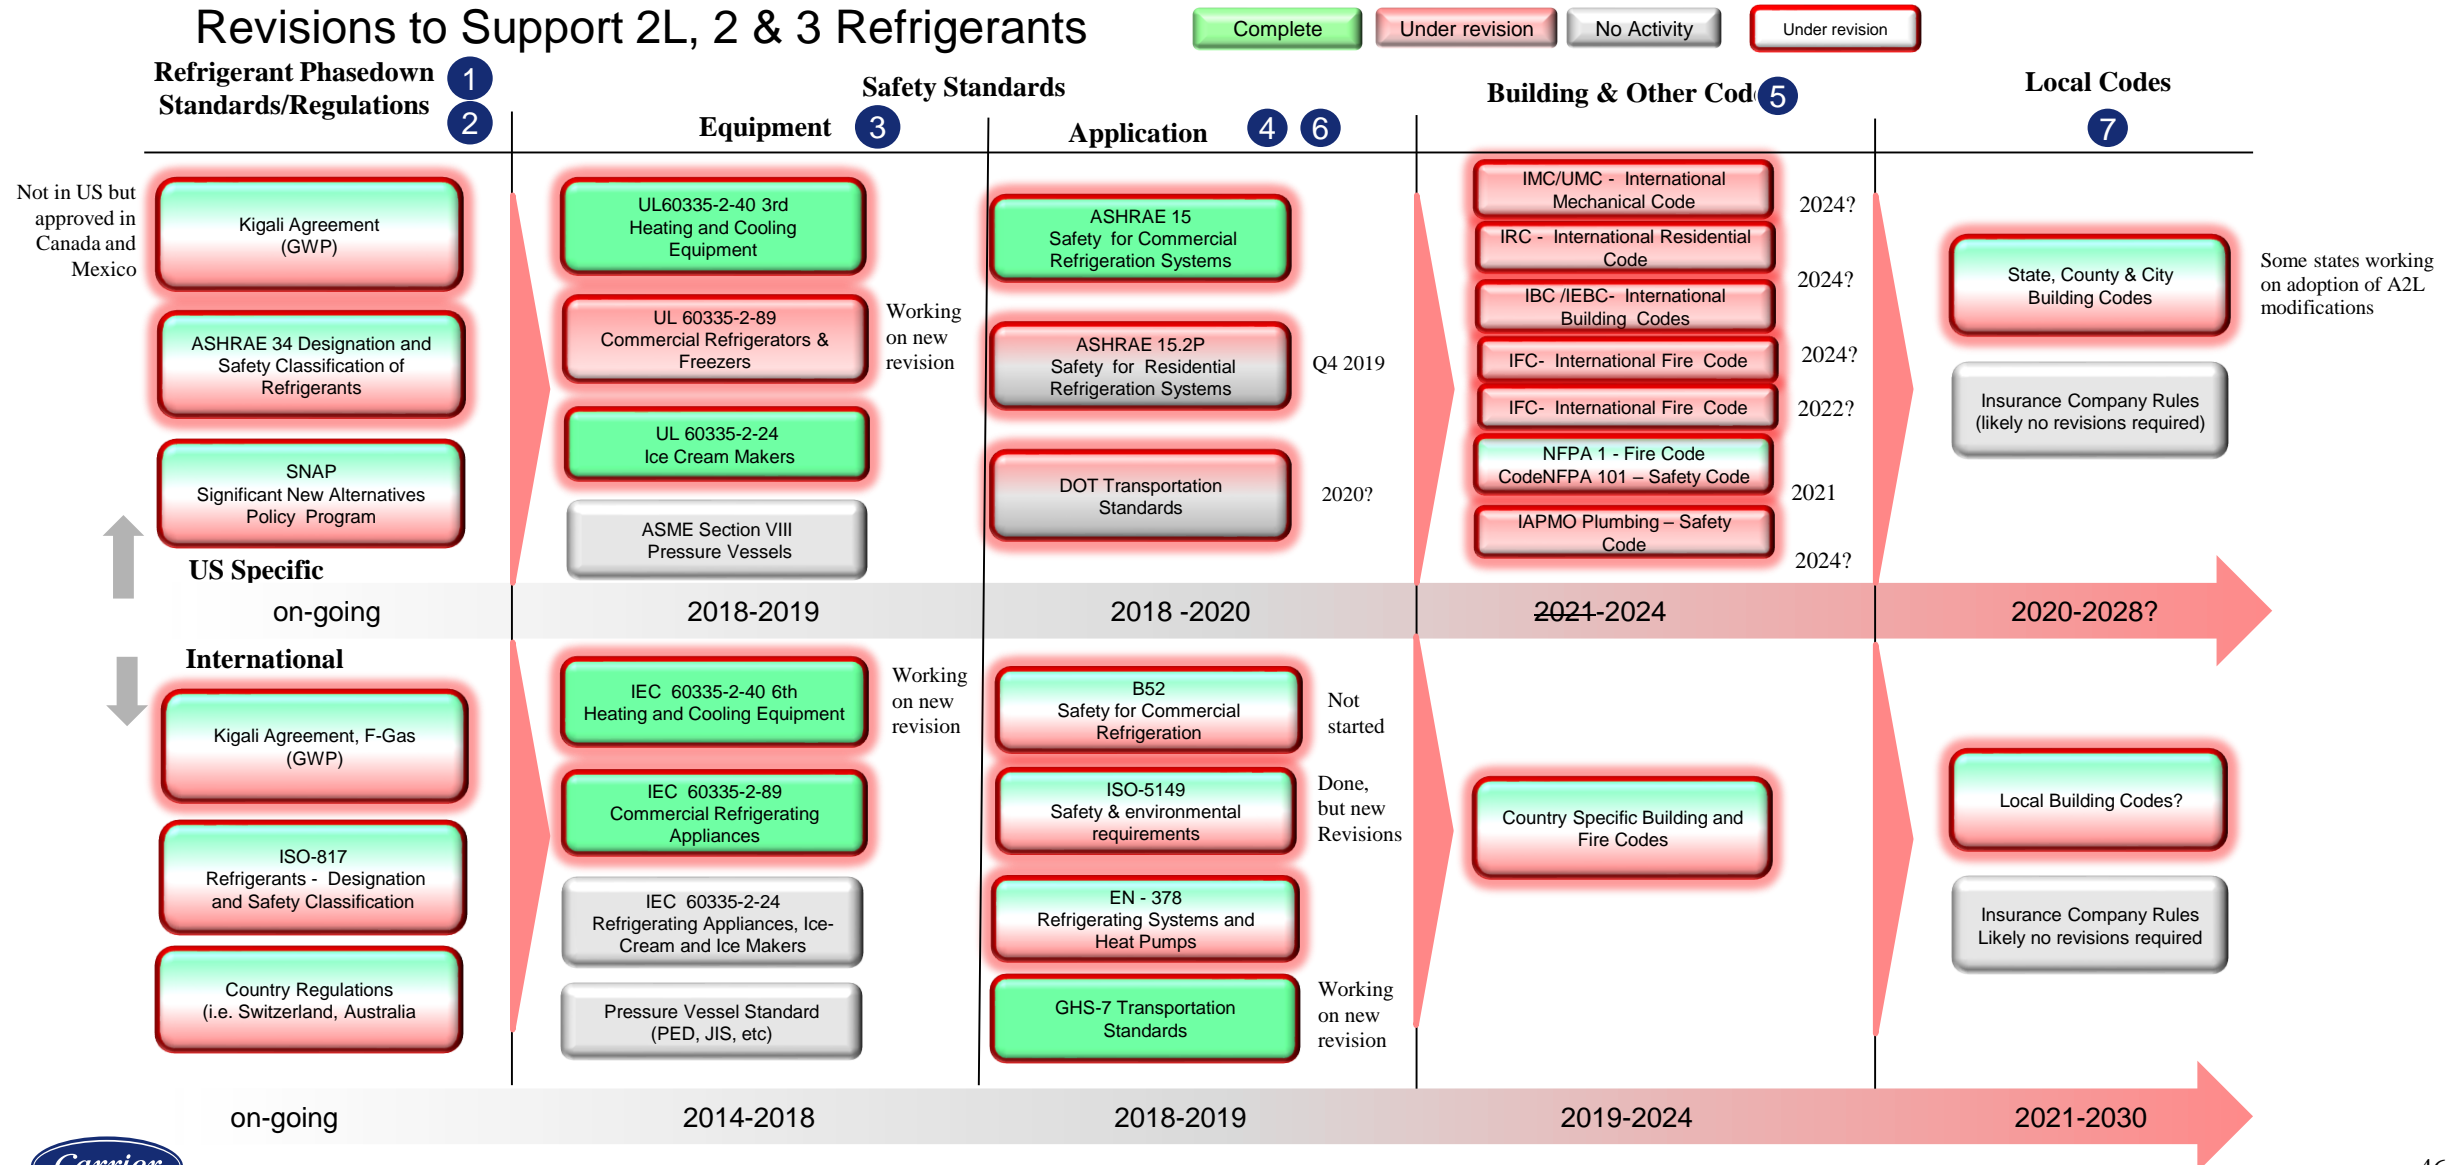 Revisions to Support 2L, 2 & 3 Refrigerants
Complete
Under revision
No Activity
Under revision
Refrigerant Phasedown
Standards/Regulations
1
2
Safety Standards
Equipment
3
Application
4
6
Building & Other Cod
5
Local Codes
7
Not in US but
approved in
Canada and
Mexico
Kigali Agreement
(GWP)
ASHRAE 34 Designation and
Safety Classification of
Refrigerants
SNAP
Significant New Alternatives
Policy Program
US Specific
UL60335-2-40 3rd
Heating and Cooling
Equipment
UL 60335-2-89
Commercial Refrigerators &
Freezers
Working
on new
revision
UL 60335-2-24
Ice Cream Makers
ASME Section VIII
Pressure Vessels
ASHRAE 15
Safety for Commercial
Refrigeration Systems
ASHRAE 15.2P
Safety for Residential
Refrigeration Systems
Q4 2019
DOT Transportation
Standards
2020?
IMC/UMC - International
Mechanical Code
2024?
IRC - International Residential
Code
2024?
IBC /IEBC- International
Building Codes
IFC- International Fire Code
2024?
IFC- International Fire Code
2022?
NFPA 1 - Fire Code
CodeNFPA 101 – Safety Code
2021
IAPMO Plumbing – Safety
Code
2024?
State, County & City
Building Codes
Some states working
on adoption of A2L
modifications
Insurance Company Rules
(likely no revisions required)
on-going
2018-2019
2018 -2020
2021-2024
2020-2028?
International
Kigali Agreement, F-Gas
(GWP)
ISO-817
Refrigerants - Designation
and Safety Classification
Country Regulations
(i.e. Switzerland, Australia
IEC 60335-2-40 6th
Heating and Cooling Equipment
Working
on new
revision
IEC 60335-2-89
Commercial Refrigerating
Appliances
IEC 60335-2-24
Refrigerating Appliances, Ice-
Cream and Ice Makers
Pressure Vessel Standard
(PED, JIS, etc)
B52
Safety for Commercial
Refrigeration
Not
started
ISO-5149
Safety & environmental
requirements
Done,
but new
Revisions
EN - 378
Refrigerating Systems and
Heat Pumps
GHS-7 Transportation
Standards
Working
on new
revision
Country Specific Building and
Fire Codes
Local Building Codes?
Insurance Company Rules
Likely no revisions required
on-going
2014-2018
2018-2019
2019-2024
2021-2030
Carrier